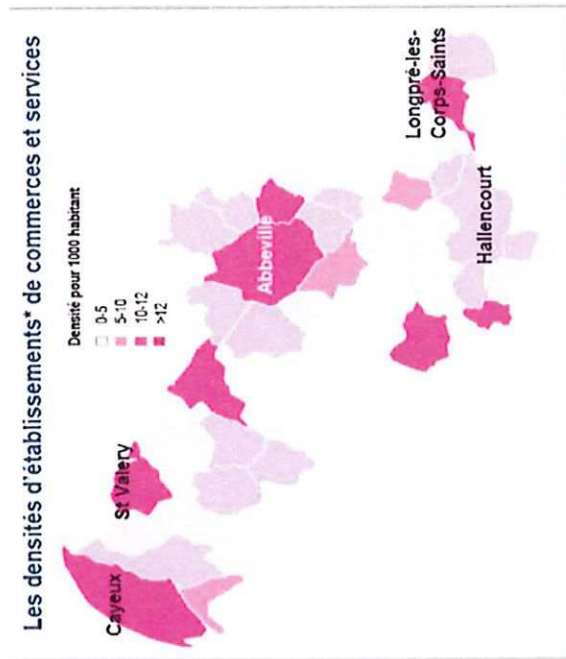 Les densités d'établissements* de commerces et services
Densité pour 1000 habitant
0-5
5-10
10-12
>12
Cayeux
St Valery
Abbeville
Longpré-les-
Corps-Saints
Hallencourt